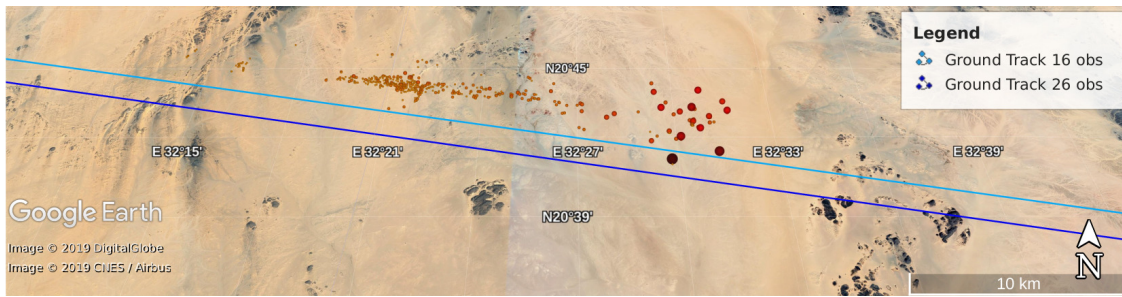 Legend
Ground Track 16 obs
Ground Track 26 obs
N20°45'
E 32°15'
E 32°21'
E 32°27'
E 32°33'
E 32°39'
N20°39'
Google Earth
Image © 2019 DigitalGlobe
Image © 2019 CNES / Airbus
N
10 km